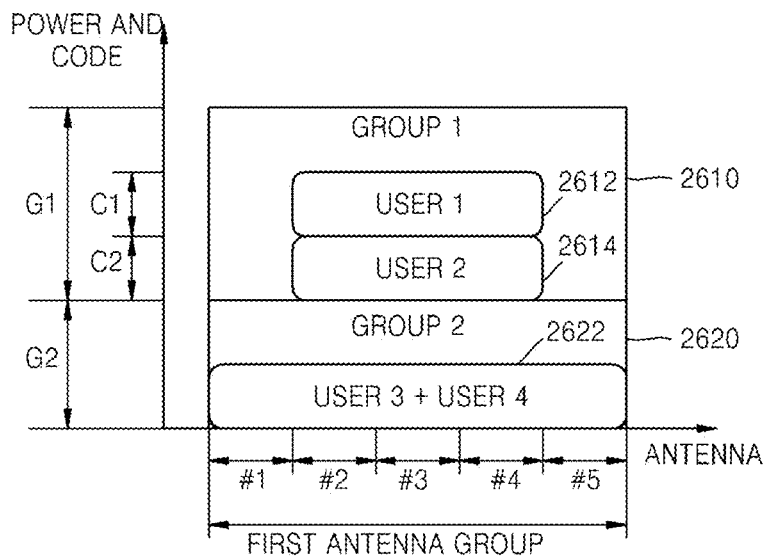 POWER AND
CODE
GROUP 1
G1
C1
USER 1
2612
2610
C2
USER 2
2614
GROUP 2
2622
2620
G2
USER 3 + USER 4
ANTENNA
#1 #2 #3 #4 #5
FIRST ANTENNA GROUP